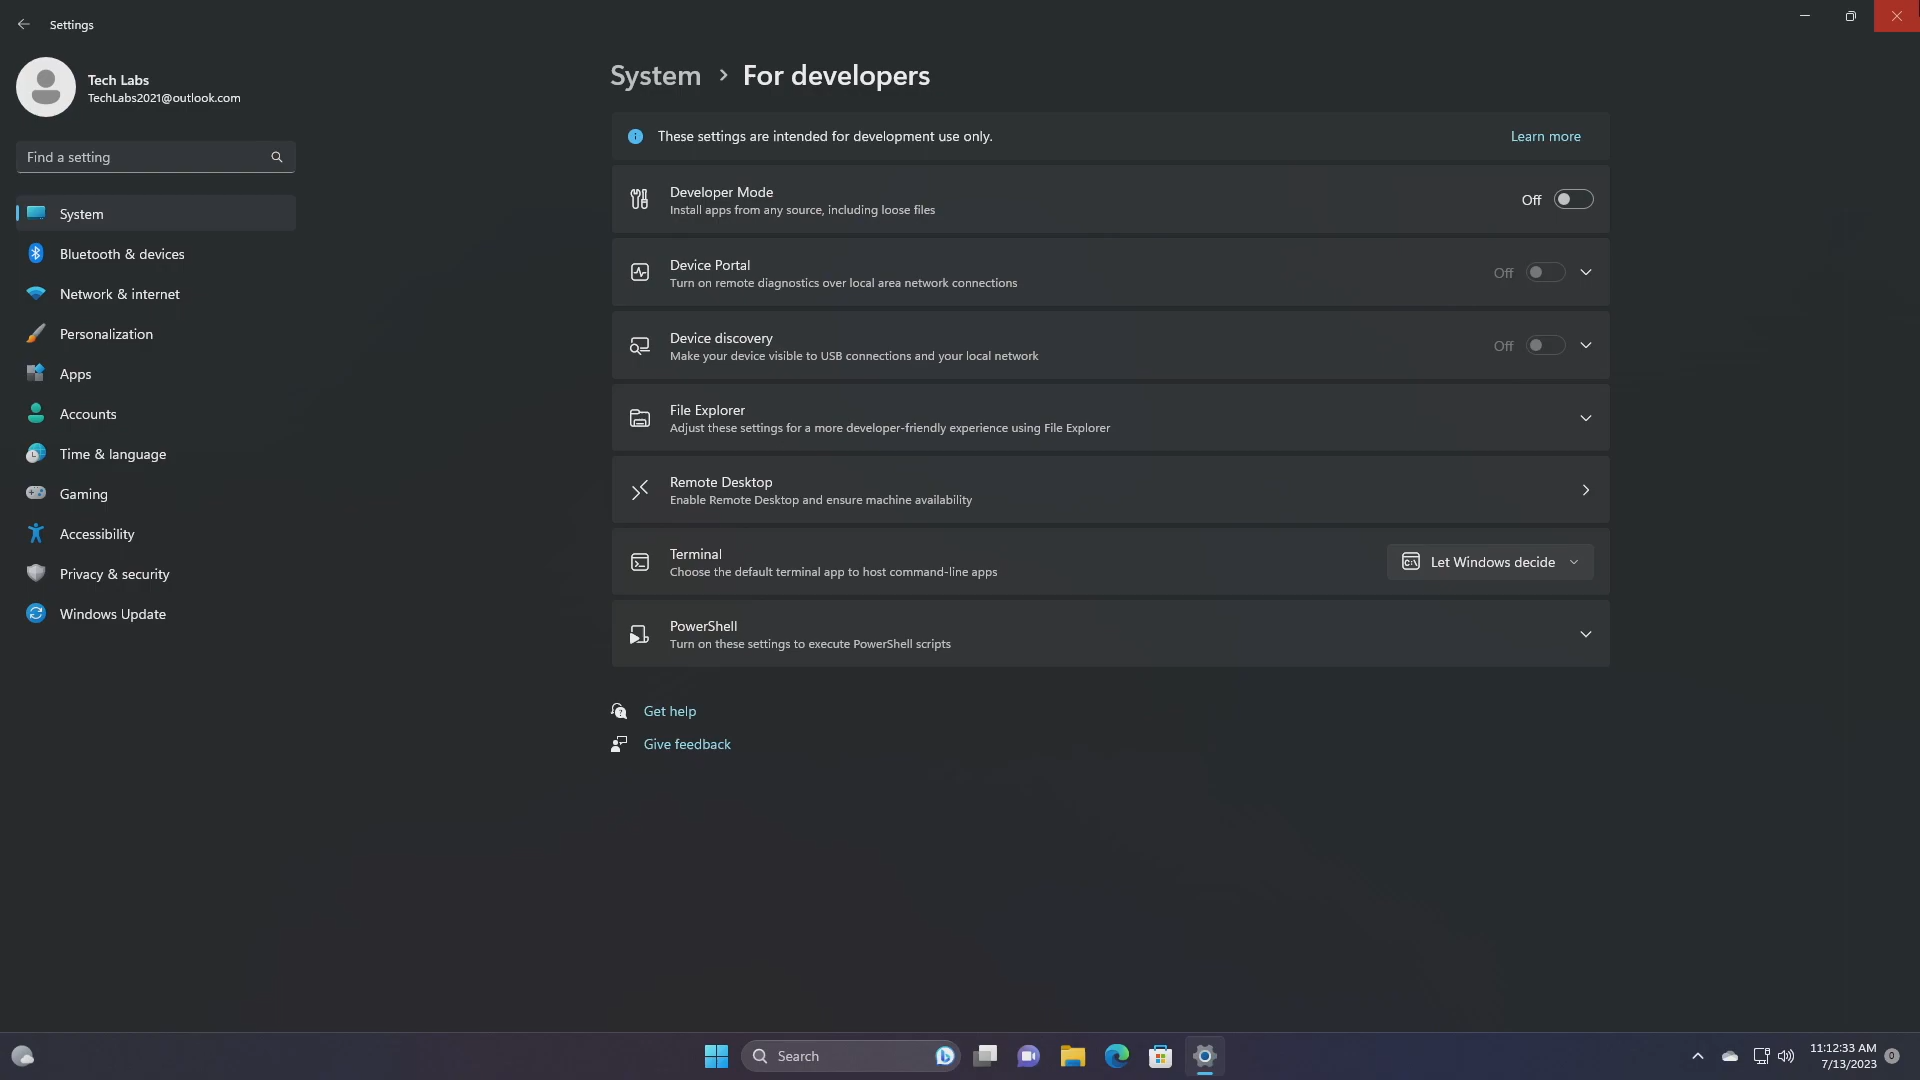 Settings
Tech Labs
TechLabs2021@outlook.com
Find a setting
System
Bluetooth & devices
Network & internet
Personalization
Apps
Accounts
Time & language
Gaming
Accessibility
Privacy & security
Windows Update
System › For developers
These settings are intended for development use only.
Learn more
Developer Mode
Install apps from any source, including loose files
Off
Device Portal
Turn on remote diagnostics over local area network connections
Off
Device discovery
Make your device visible to USB connections and your local network
Off
File Explorer
Adjust these settings for a more developer-friendly experience using File Explorer
Remote Desktop
Enable Remote Desktop and ensure machine availability
Terminal
Choose the default terminal app to host command-line apps
Let Windows decide
PowerShell
Turn on these settings to execute PowerShell scripts
Get help
Give feedback
Search
11:12:33 AM
7/13/2023
0